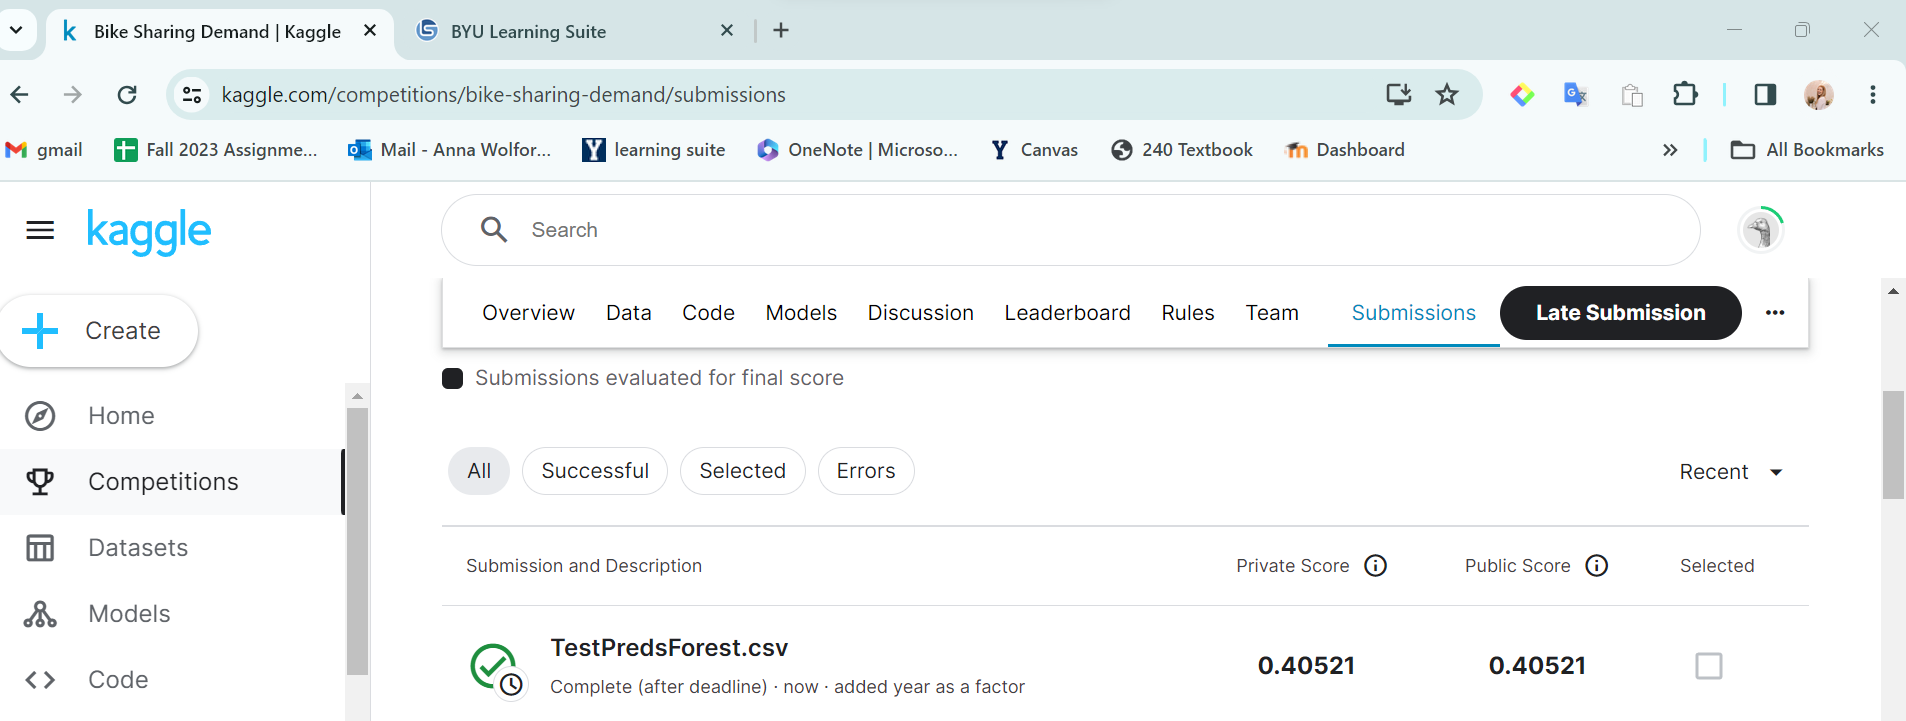 Bike Sharing Demand | Kaggle
BYU Learning Suite
kaggle.com/competitions/bike-sharing-demand/submissions
gmail
Fall 2023 Assignme...
Mail - Anna Wolfor...
learning suite
OneNote | Microso...
Canvas
240 Textbook
Dashboard
All Bookmarks
kaggle
Search
Create
Home
Competitions
Datasets
Models
Code
Overview Data Code Models Discussion Leaderboard Rules Team Submissions Late Submission
Submissions evaluated for final score
All Successful Selected Errors Recent
Submission and Description Private Score Public Score Selected
TestPredsForest.csv
0.40521 0.40521
Complete (after deadline) · now · added year as a factor